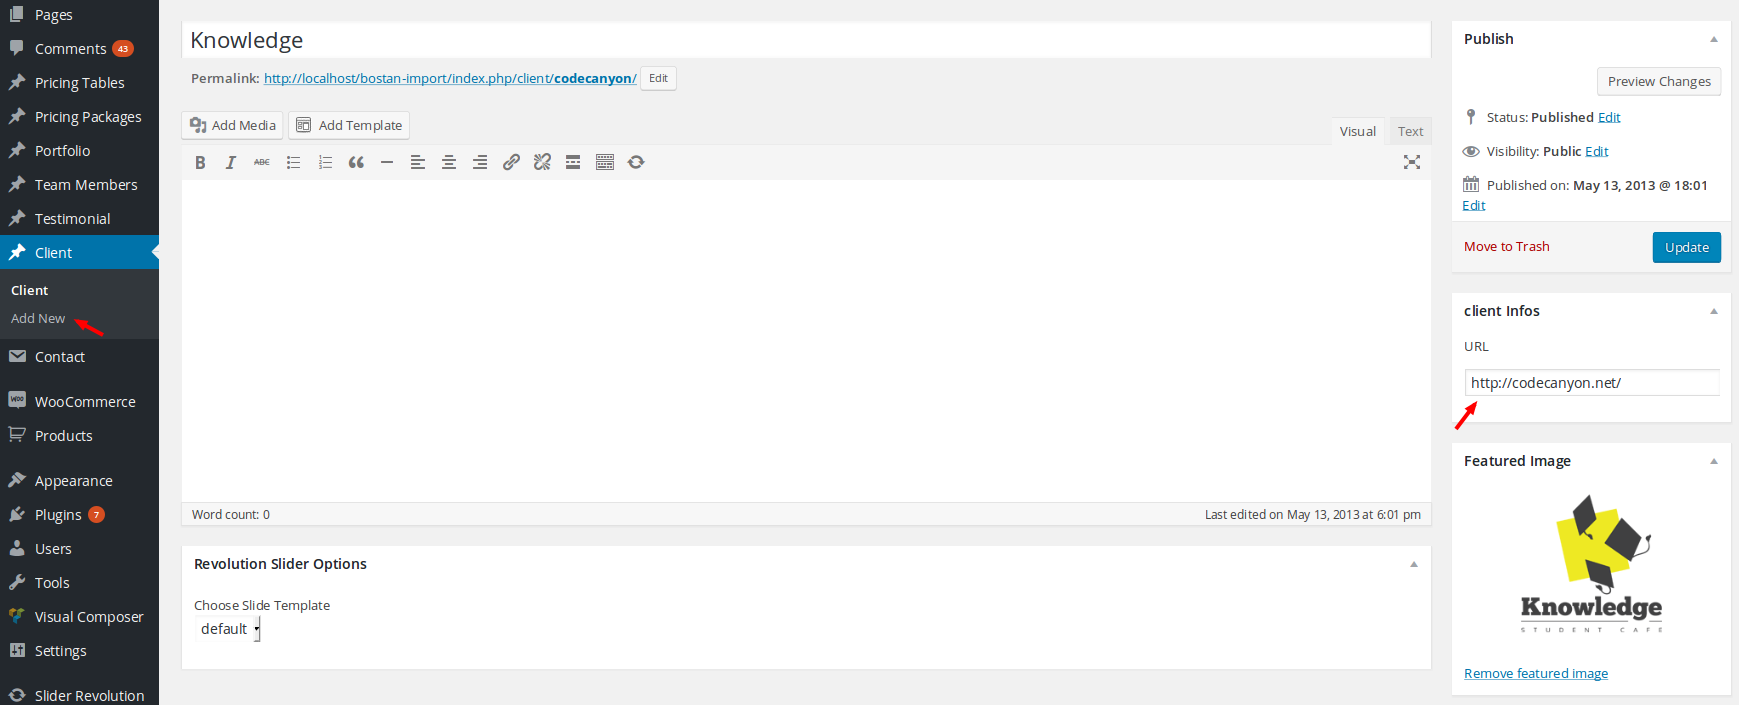 Pages
Comments 43
Pricing Tables
Pricing Packages
Portfolio
Team Members
Testimonial
Client
Client
Add New
Contact
WooCommerce
Products
Appearance
Plugins 7
Users
Tools
Visual Composer
Settings
Slider Revolution
Knowledge
Permalink: http://localhost/bostan-import/index.php/client/codecanyon/ Edit
Add Media Add Template
Visual Text
B I ABC
Word count: 0
Last edited on May 13, 2013 at 6:01 pm
Revolution Slider Options
Choose Slide Template
default
Publish
Preview Changes
Status: Published Edit
Visibility: Public Edit
Published on: May 13, 2013 @ 18:01
Edit
Move to Trash
Update
client Infos
URL
http://codecanyon.net/
Featured Image
Knowledge
STUDENT CAFE
Remove featured image